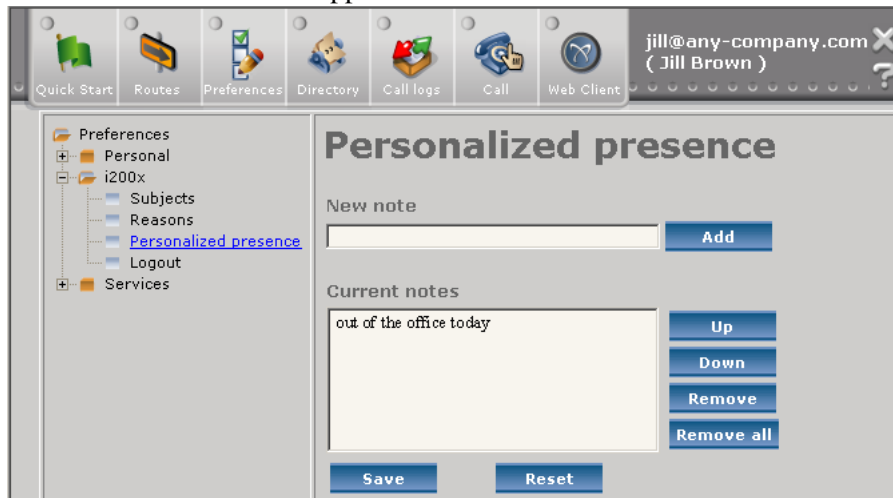 jill@any-company.com
( Jill Brown )
Quick Start Routes Preferences Directory Call logs Call Web Client
Preferences
Personal
i200x
Subjects
Reasons
Personalized presence
Logout
Services
Personalized presence
New note
Add
Current notes
out of the office today
Up
Down
Remove
Remove all
Save Reset